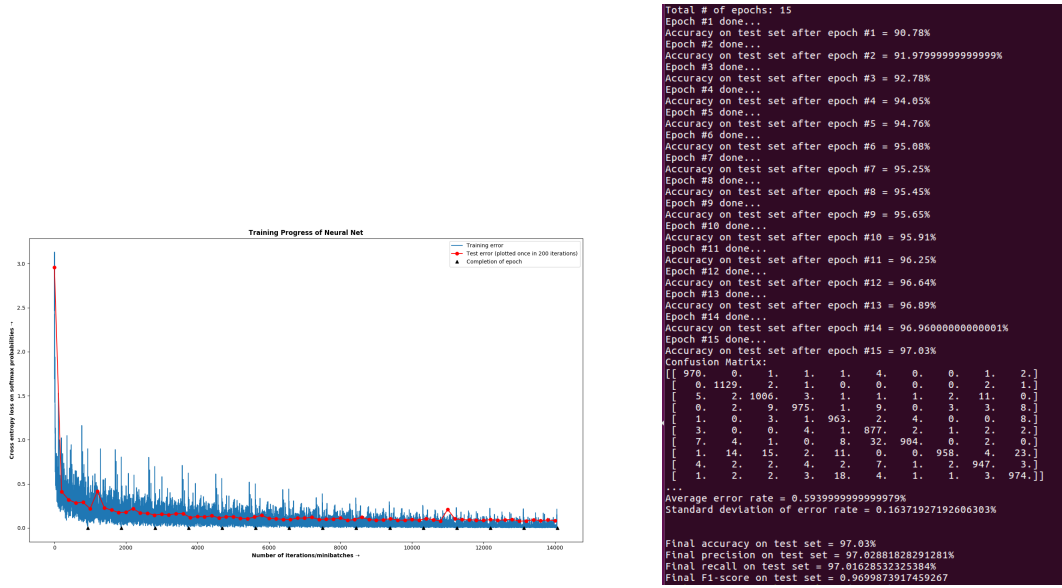 Training Progress of Neural Net
Training error
Test error (plotted once in 200 iterations)
Completion of epoch
Cross entropy loss on softmax probabilities →
3.0
2.5
2.0
1.5
1.0
0.5
0.0
0 2000 4000 6000 8000 10000 12000 14000
Number of iterations/minibatches →
Total # of epochs: 15
Epoch #1 done...
Accuracy on test set after epoch #1 = 90.78%
Epoch #2 done...
Accuracy on test set after epoch #2 = 91.97999999999999%
Epoch #3 done...
Accuracy on test set after epoch #3 = 92.78%
Epoch #4 done...
Accuracy on test set after epoch #4 = 94.05%
Epoch #5 done...
Accuracy on test set after epoch #5 = 94.76%
Epoch #6 done...
Accuracy on test set after epoch #6 = 95.08%
Epoch #7 done...
Accuracy on test set after epoch #7 = 95.25%
Epoch #8 done...
Accuracy on test set after epoch #8 = 95.45%
Epoch #9 done...
Accuracy on test set after epoch #9 = 95.65%
Epoch #10 done...
Accuracy on test set after epoch #10 = 95.91%
Epoch #11 done...
Accuracy on test set after epoch #11 = 96.25%
Epoch #12 done...
Accuracy on test set after epoch #12 = 96.64%
Epoch #13 done...
Accuracy on test set after epoch #13 = 96.89%
Epoch #14 done...
Accuracy on test set after epoch #14 = 96.96000000000001%
Epoch #15 done...
Accuracy on test set after epoch #15 = 97.03%
Confusion Matrix:
[[ 970. 0. 1. 1. 1. 4. 0. 0. 1. 2.]
[ 0. 1129. 2. 1. 0. 0. 0. 0. 2. 1.]
[ 5. 2. 1006. 3. 1. 1. 1. 2. 11. 0.]
[ 0. 2. 9. 975. 1. 9. 0. 3. 3. 8.]
[ 1. 0. 3. 1. 963. 2. 4. 0. 0. 8.]
[ 3. 0. 0. 4. 1. 877. 2. 1. 2. 2.]
[ 7. 4. 1. 0. 8. 32. 904. 0. 2. 0.]
[ 1. 14. 15. 2. 11. 0. 0. 958. 4. 23.]
[ 4. 2. 2. 4. 2. 7. 1. 2. 947. 3.]
[ 1. 2. 2. 3. 18. 4. 1. 1. 3. 974.]]
...
Average error rate = 0.5939999999999979%
Standard deviation of error rate = 0.16371927192606303%
Final accuracy on test set = 97.03%
Final precision on test set = 97.02881828291281%
Final recall on test set = 97.01628532325384%
Final F1-score on test set = 0.9699873917459267